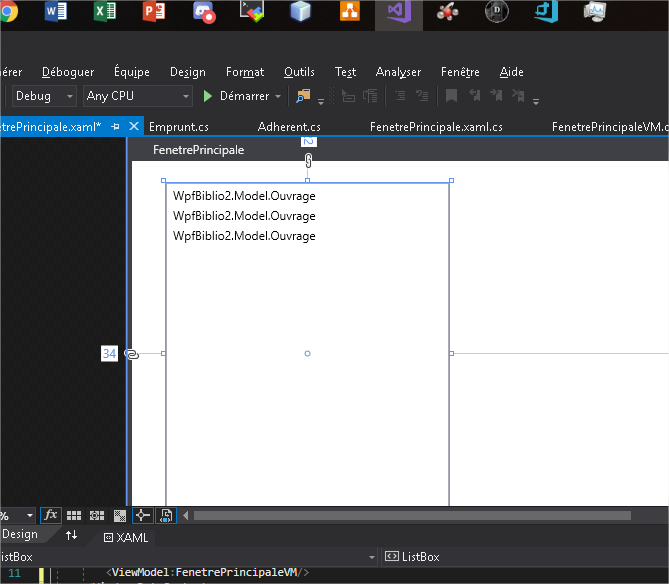 érer Déboguer Équipe Design Format Outils Test Analyser Fenêtre Aide
Debug Any CPU Démarrer
etrePrincipale.xaml* Emprunt.cs Adherent.cs FenetrePrincipale.xaml.cs FenetrePrincipaleVM.c
FenetrePrincipale
WpfBiblio2.Model.Ouvrage
WpfBiblio2.Model.Ouvrage
WpfBiblio2.Model.Ouvrage
34
% fx
Design XAML
istBox ListBox
11 <ViewModel:FenetrePrincipaleVM/>